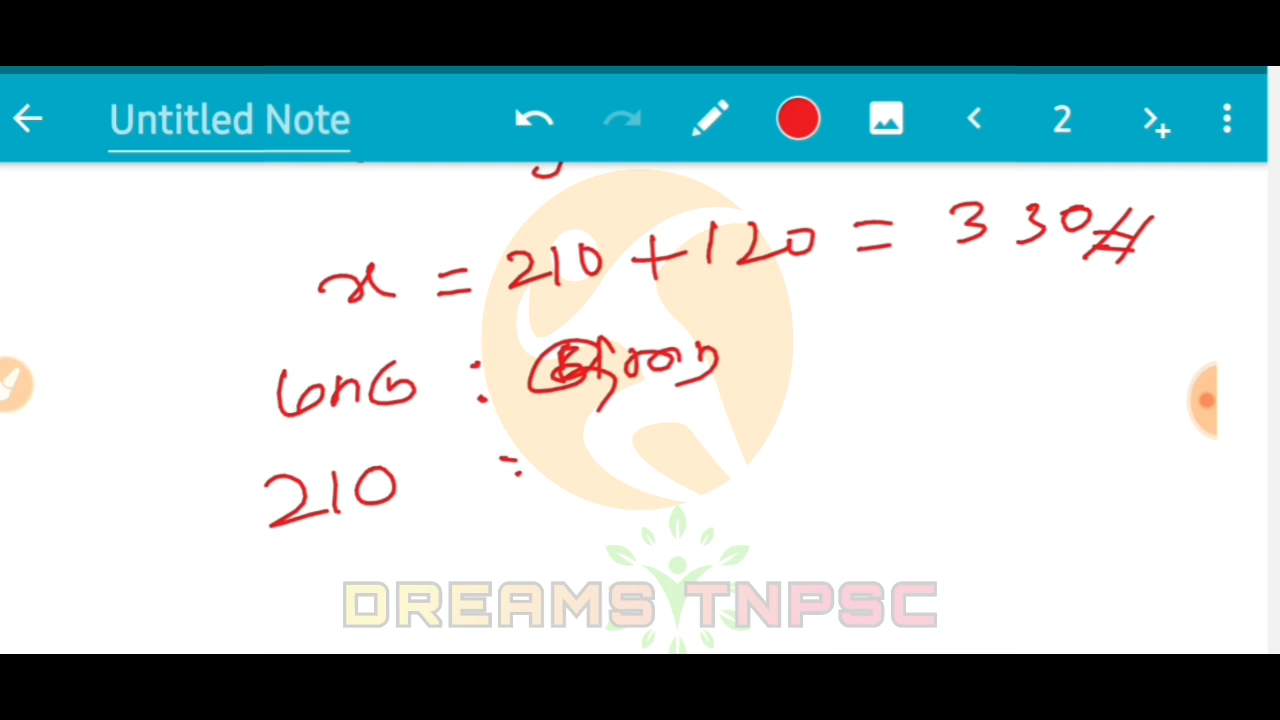 Untitled Note
2
x = 210 + 120 = 330
மாடு :
210 :
DREAMS TNPSC